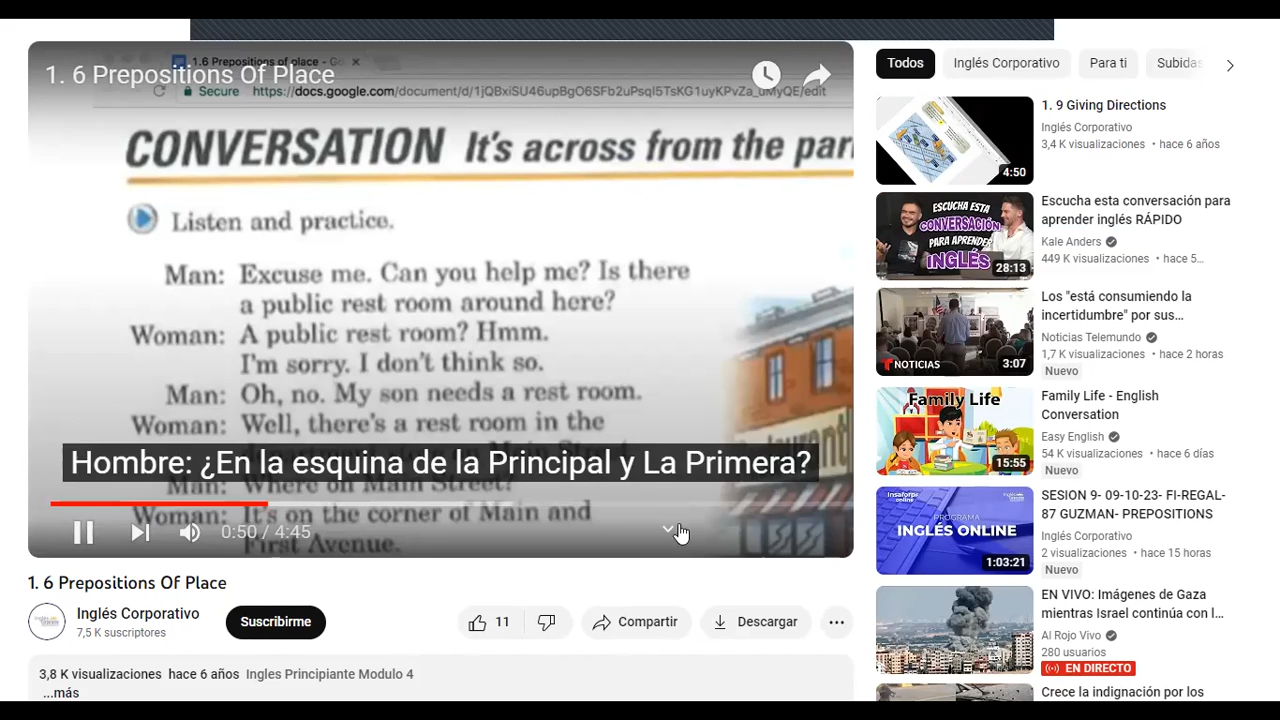 1. 6 Prepositions Of Place
1.6 Prepositions of place - Go
Secure https://docs.google.com/document/d/1jQBxiSU46upBgO6SFb2uPsqI5TsKG1uyKPvZa_uMyQE/edit
CONVERSATION It's across from the par
Listen and practice.
Man: Excuse me. Can you help me? Is there
a public rest room around here?
Woman: A public rest room? Hmm.
I'm sorry. I don't think so.
Man: Oh, no. My son needs a rest room.
Woman: Well, there's a rest room in the
Hombre: ¿En la esquina de la Principal y La Primera?
Man: Where on Main Street?
Woman: It's on the corner of Main and
First Avenue.
0:50 / 4:45
1. 6 Prepositions Of Place
Inglés Corporativo
7,5 K suscriptores
Suscribirme
11
Compartir
Descargar
3,8 K visualizaciones hace 6 años Ingles Principiante Modulo 4
...más
Todos
Inglés Corporativo
Para ti
Subidas
4:50
1. 9 Giving Directions
Inglés Corporativo
3,4 K visualizaciones • hace 6 años
ESCUCHA ESTA
CONVERSACIÓN
PARA APRENDER
INGLÉS
28:13
Escucha esta conversación para
aprender inglés RÁPIDO
Kale Anders
449 K visualizaciones • hace 5...
NOTICIAS
3:07
Los "está consumiendo la
incertidumbre" por sus...
Noticias Telemundo
1,7 K visualizaciones • hace 2 horas
Nuevo
Family Life
15:55
Family Life - English
Conversation
Easy English
54 K visualizaciones • hace 6 días
Nuevo
Insaforp
online
PROGRAMA
INGLÉS ONLINE
1:03:21
SESION 9- 09-10-23- FI-REGAL-
87 GUZMAN- PREPOSITIONS
Inglés Corporativo
2 visualizaciones • hace 15 horas
Nuevo
EN VIVO: Imágenes de Gaza
mientras Israel continúa con l...
Al Rojo Vivo
280 usuarios
EN DIRECTO
Crece la indignación por los